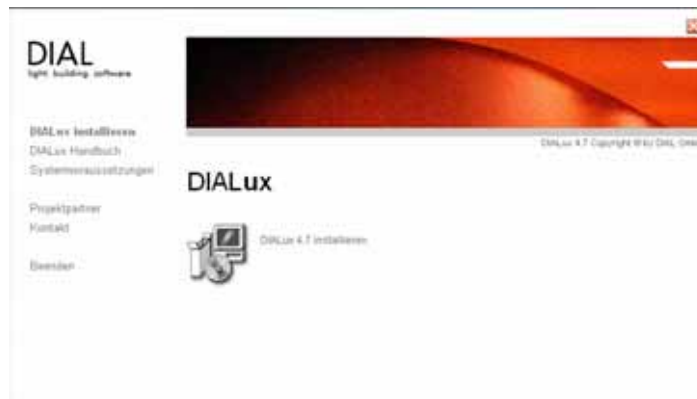 DIAL
light building software
DIALux Installieren
DIALux Handbuch
Systemvoraussetzungen
Projektpartner
Kontakt
Beenden
DIALux 4.7 Copyright © by DIAL GmbH
DIALux
DIALux 4.7 installieren